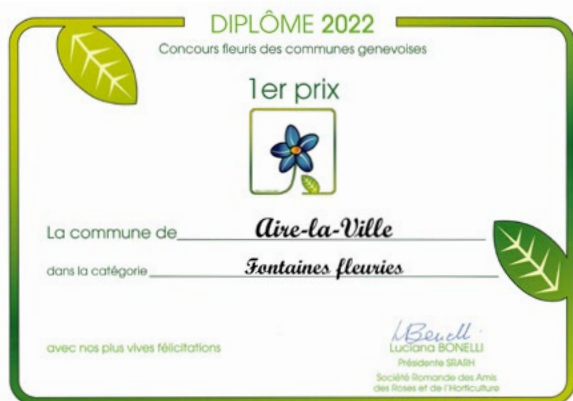 DIPLÔME 2022
Concours fleuris des communes genevoises
1er prix
La commune de Aire-la-Ville
dans la catégorie Fontaines fleuries
avec nos plus vives félicitations
LBonelli
Luciana BONELLI
Présidente SRARH
Société Romande des Amis
des Roses et de l'Horticulture